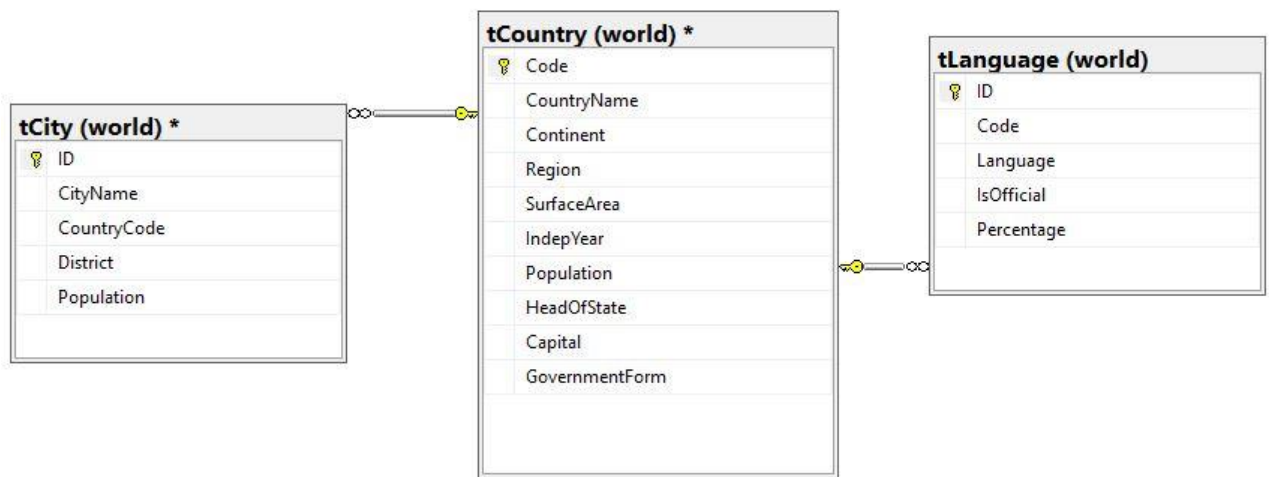 tCity (world) *
ID
CityName
CountryCode
District
Population
tCountry (world) *
Code
CountryName
Continent
Region
SurfaceArea
IndepYear
Population
HeadOfState
Capital
GovernmentForm
tLanguage (world)
ID
Code
Language
IsOfficial
Percentage